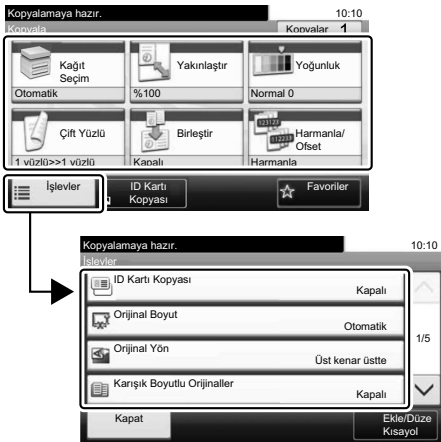 Kopyalamaya hazır. 10:10
Kopyala Kopyalar 1
Kağıt
Seçim
Yakınlaştır
Yoğunluk
Otomatik %100 Normal 0
Çift Yüzlü
Birleştir
Harmanla/
Ofset
1 yüzlü>>1 yüzlü Kapalı Harmanla
İşlevler
ID Kartı
Kopyası
Favoriler
Kopyalamaya hazır. 10:10
İşlevler
ID Kartı Kopyası
Kapalı
Orijinal Boyut
Otomatik
1/5
Orijinal Yön
Üst kenar üstte
Karışık Boyutlu Orijinaller
Kapalı
Kapat
Ekle/Düze
Kısayol